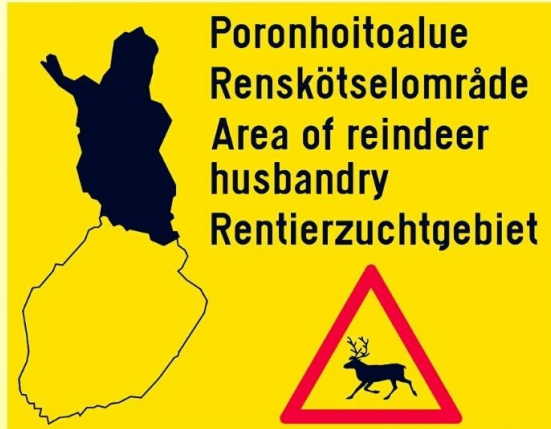 Poronhoitoalue
Renskötselområde
Area of reindeer
husbandry
Rentierzuchtgebiet